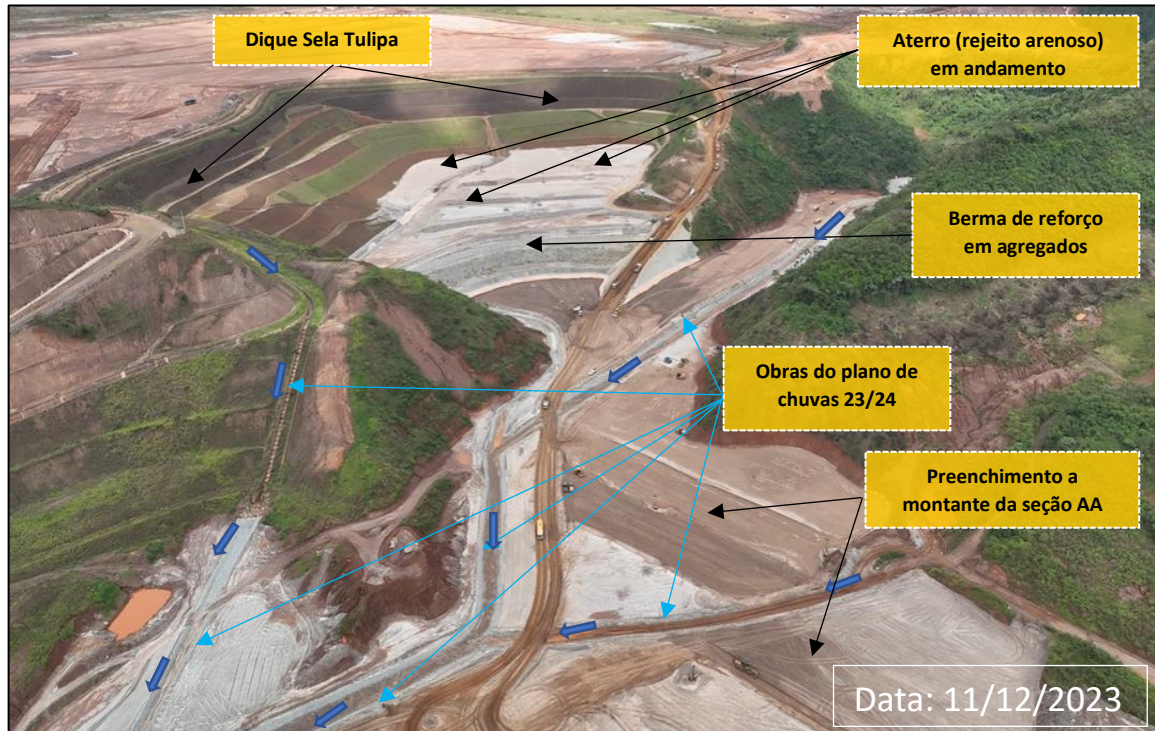 Dique Sela Tulipa
Aterro (rejeito arenoso)
em andamento
Berma de reforço
em agregados
Obras do plano de
chuvas 23/24
Preenchimento a
montante da seção AA
Data: 11/12/2023